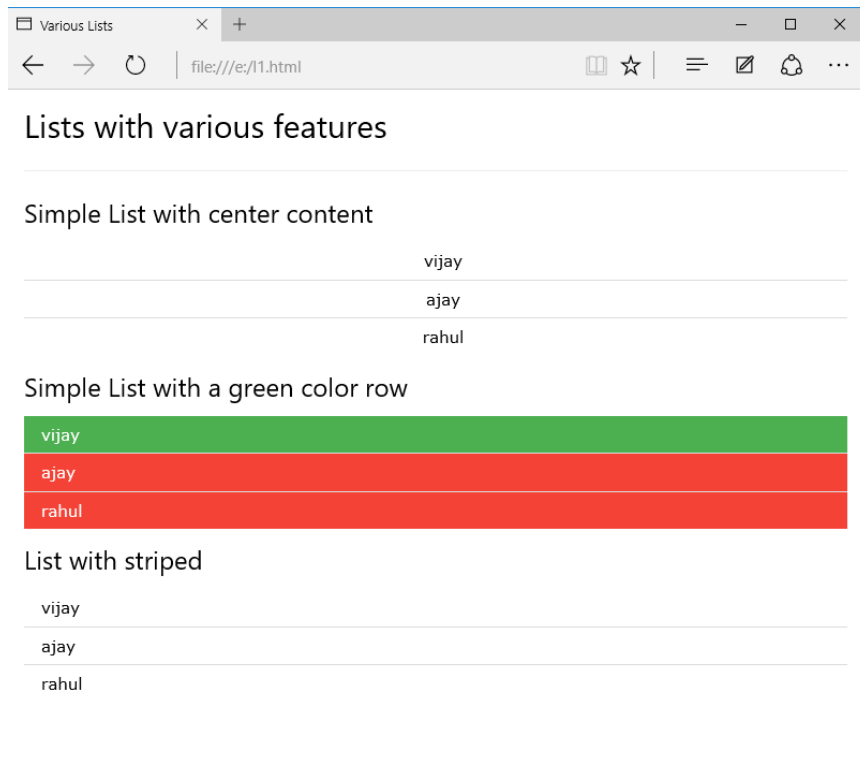 Various Lists
file:///e:/l1.html
Lists with various features
Simple List with center content
vijay
ajay
rahul
Simple List with a green color row
vijay
ajay
rahul
List with striped
vijay
ajay
rahul